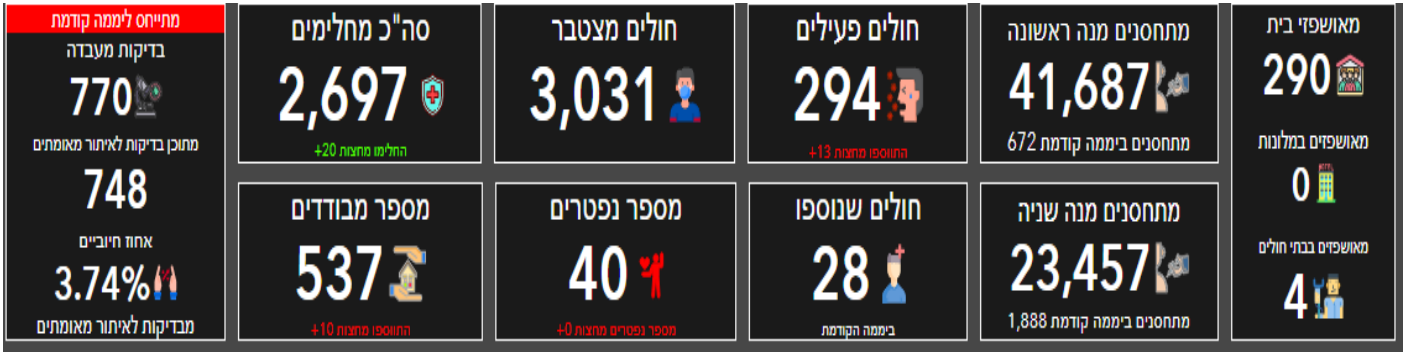 מאושפזי בית
290
מאושפזים במלונות
0
מאושפזים בבתי חולים
4
מתחסנים מנה ראשונה
41,687
מתחסנים ביממה קודמת 672
מתחסנים מנה שניה
23,457
מתחסנים ביממה קודמת 1,888
חולים פעילים
294
התווספו מחצות 13+
חולים שנוספו
28
ביממה הקודמת
חולים מצטבר
3,031
מספר נפטרים
40
מספר נפטרים מחצות 0+
סה"כ מחלימים
2,697
החלימו מחצות 20+
מספר מבודדים
537
התווספו מחצות 10+
מתייחס ליממה קודמת
בדיקות מעבדה
770
מתוכן בדיקות לאיתור מאומתים
748
אחוז חיוביים
3.74%
מבדיקות לאיתור מאומתים